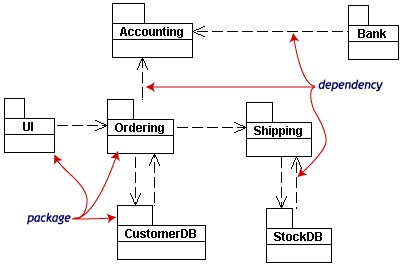 Accounting
Bank
dependency
UI
Ordering
Shipping
package
CustomerDB
StockDB